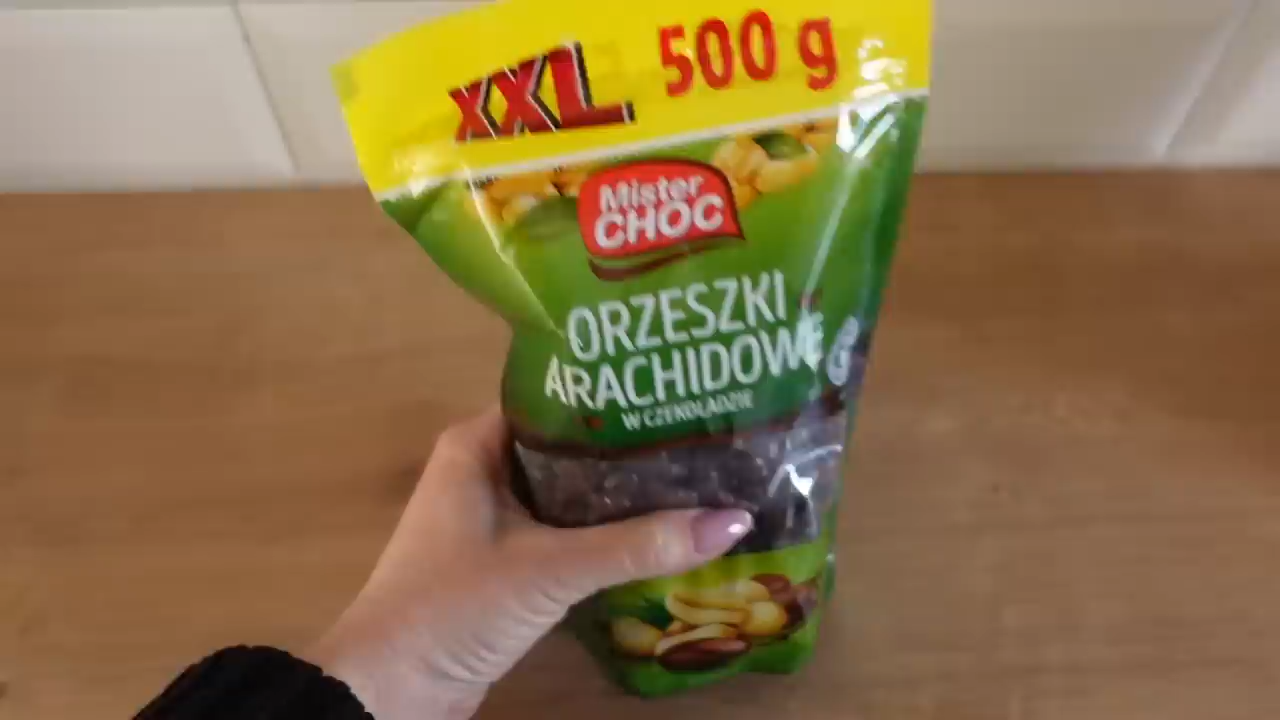 XXL 500 g
Mister
CHOC
ORZESZKI
ARACHIDOWE
W CZEKOLADZIE